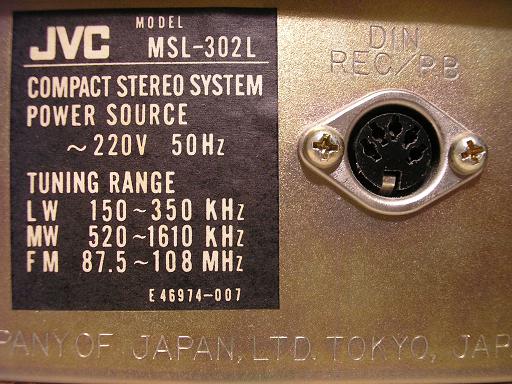 JVC MODEL
MSL-302L
COMPACT STEREO SYSTEM
POWER SOURCE
~220V 50Hz
TUNING RANGE
LW 150~350 KHz
MW 520~1610 KHz
FM 87.5~108 MHz
E46974-007
DIN
REC/PB
PANY OF JAPAN, LTD. TOKYO, JAP